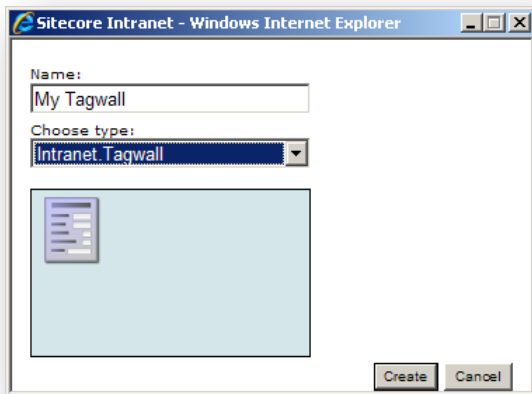 Sitecore Intranet - Windows Internet Explorer
Name:
My Tagwall
Choose type:
Intranet.Tagwall
Create Cancel